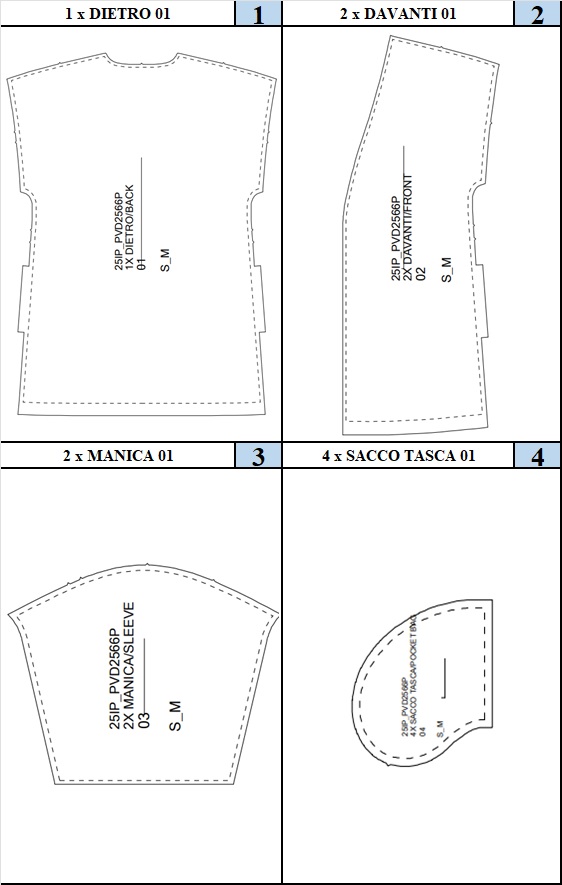 1 x DIETRO 01
1
2 x DAVANTI 01
2
25IP_PVD2566P
1X DIETRO/BACK
01
S_M
25IP_PVD2566P
2X DAVANTI/FRONT
02
S_M
2 x MANICA 01
3
4 x SACCO TASCA 01
4
25IP_PVD2566P
2X MANICA/SLEEVE
03
S_M
25IP_PVD2566P
4X SACCO TASCA/POCKET BAG
04
S_M